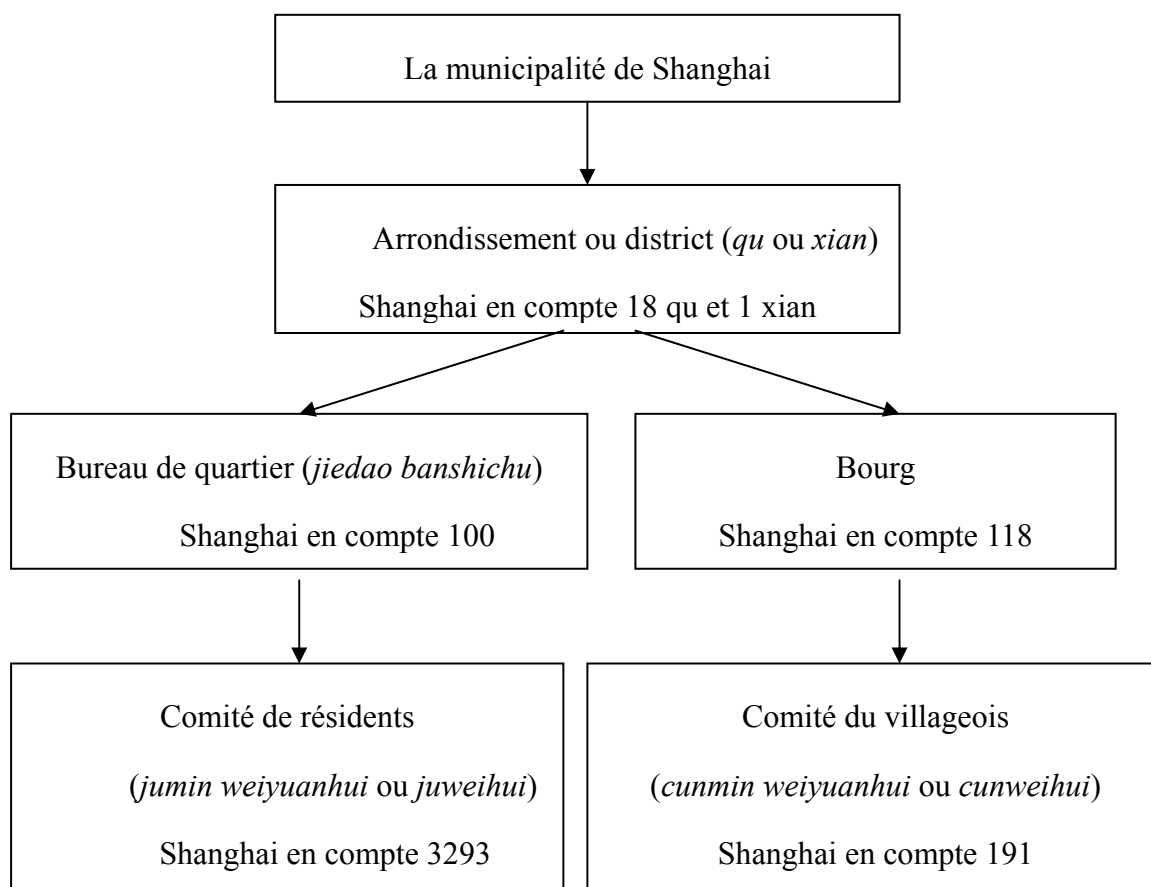 La municipalité de Shanghai
Arrondissement ou district (qu ou xian)
Shanghai en compte 18 qu et 1 xian
Bureau de quartier (jiedao banshichu)
Shanghai en compte 100
Bourg
Shanghai en compte 118
Comité de résidents
(jumin weiyuanhui ou juweihui)
Shanghai en compte 3293
Comité du villageois
(cunmin weiyuanhui ou cunweihui)
Shanghai en compte 191